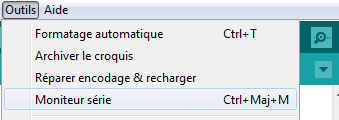 Outils Aide
Formatage automatique Ctrl+T
Archiver le croquis
Réparer encodage & recharger
Moniteur série Ctrl+Maj+M